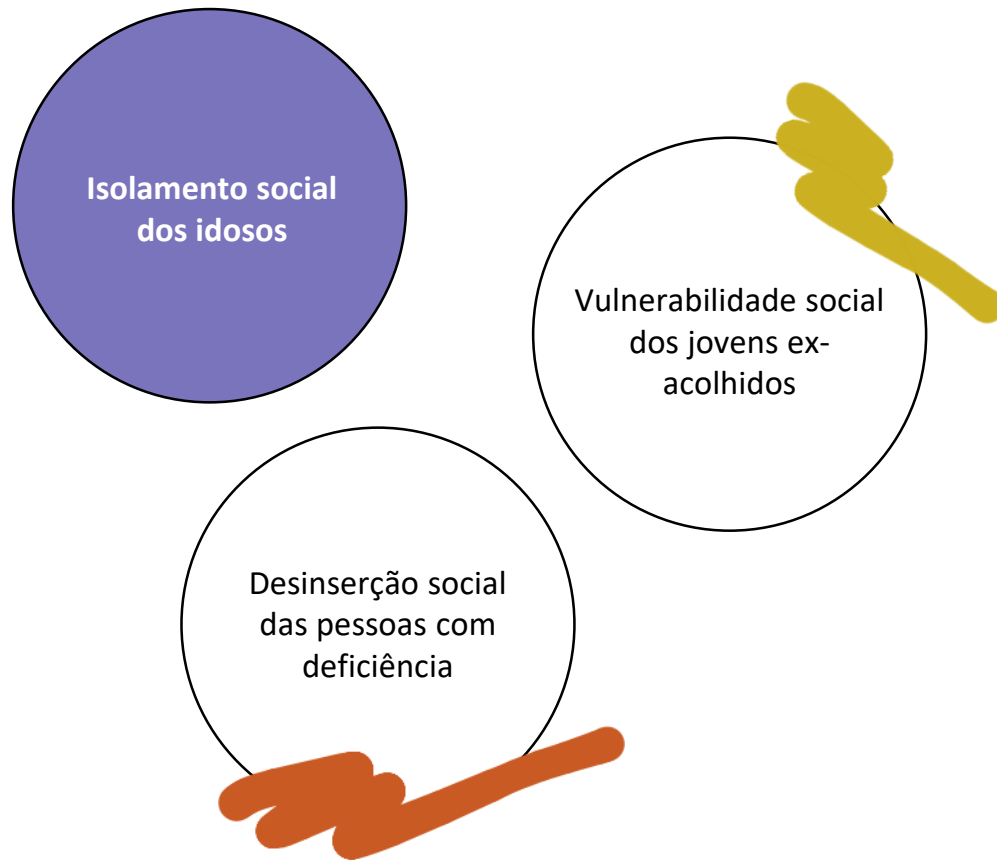 Isolamento social
dos idosos
Vulnerabilidade social
dos jovens ex-
acolhidos
Desinserção social
das pessoas com
deficiência